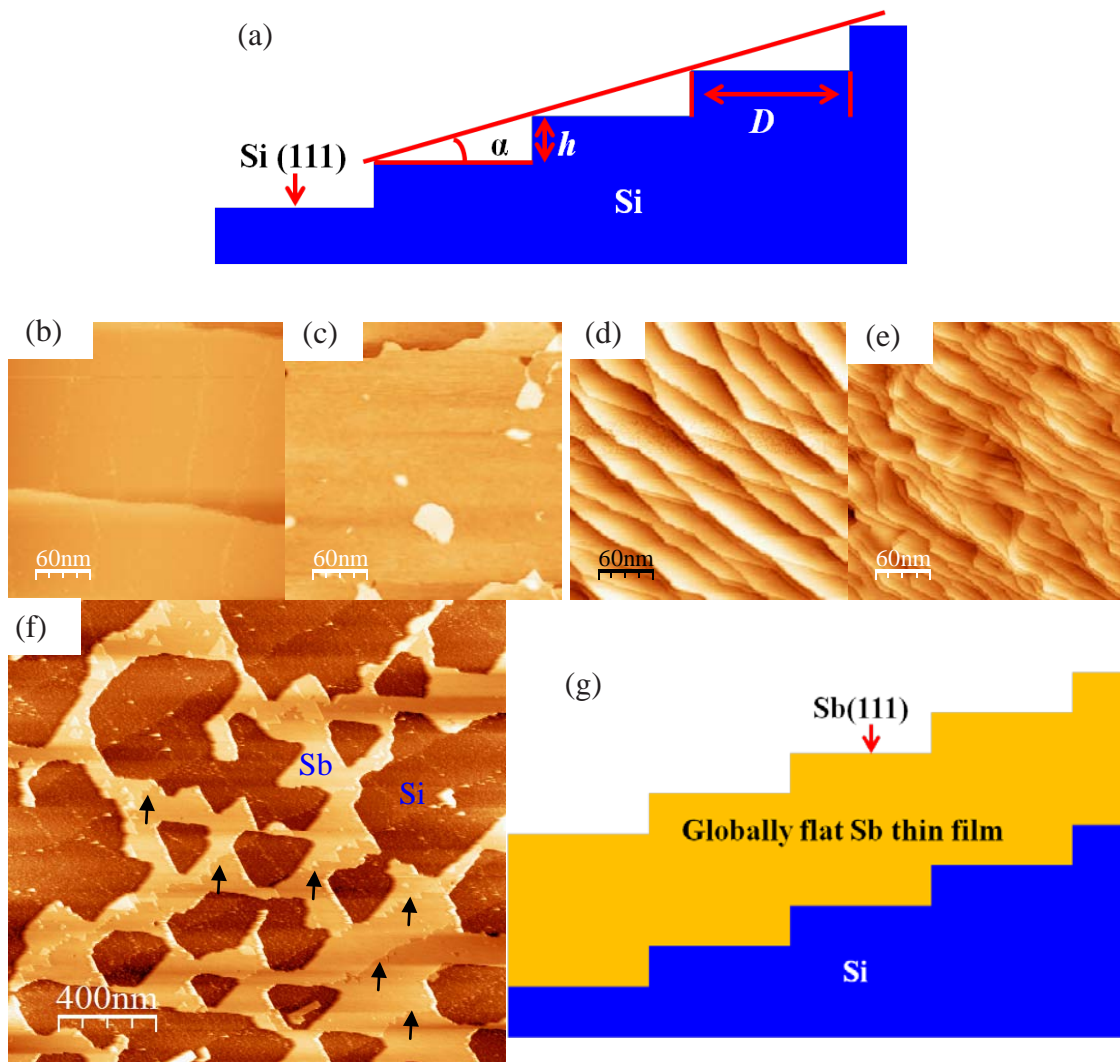 (a)
α
h
D
Si (111)
Si
(b)
(c)
(d)
(e)
60nm
60nm
60nm
60nm
(f)
Sb
Si
400nm
(g)
Sb(111)
Globally flat Sb thin film
Si